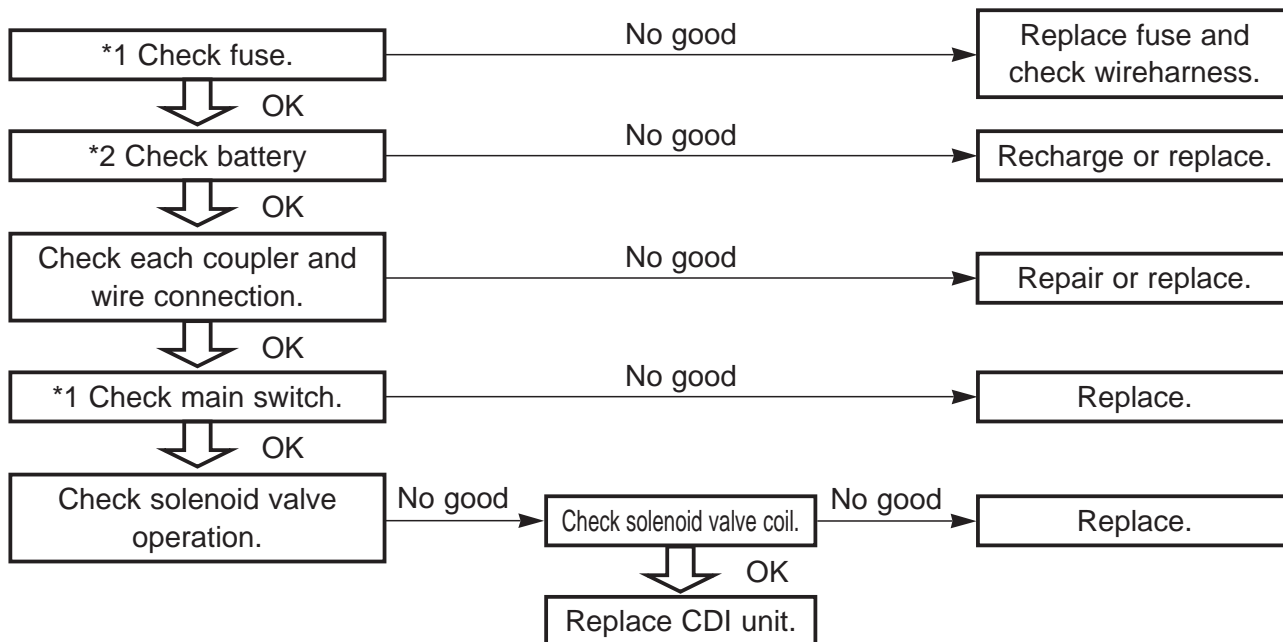 *1 Check fuse.
No good
Replace fuse and
check wireharness.
OK
*2 Check battery
No good
Recharge or replace.
OK
Check each coupler and
wire connection.
No good
Repair or replace.
OK
*1 Check main switch.
No good
Replace.
OK
Check solenoid valve
operation.
No good
Check solenoid valve coil.
No good
Replace.
OK
Replace CDI unit.